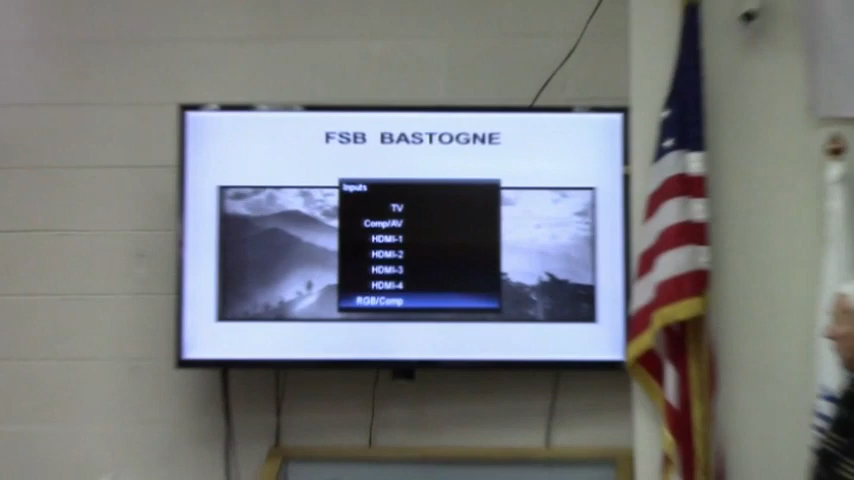 FSB BASTOGNE
Inputs
TV
Comp/AV
HDMI-1
HDMI-2
HDMI-3
HDMI-4
RGB/Comp